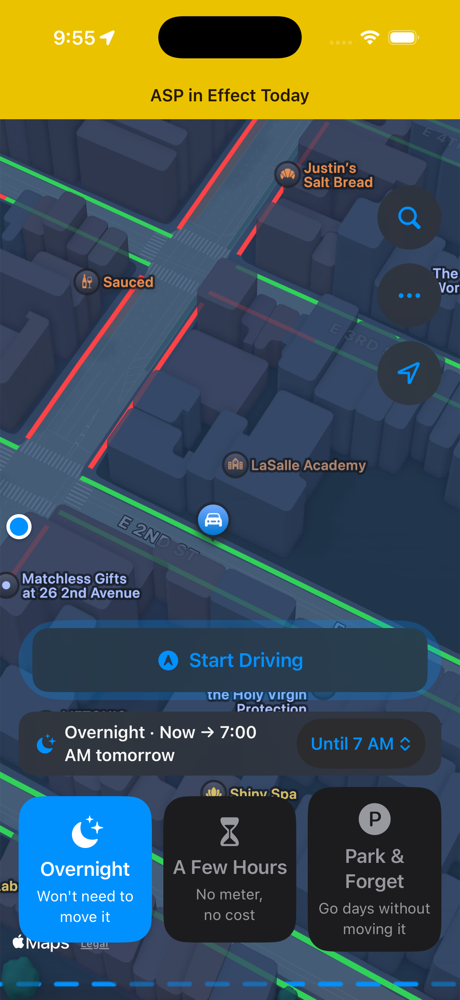 9:55
ASP in Effect Today
Justin's
Salt Bread
Sauced
The
Wor
E 3RD
LaSalle Academy
E 2ND ST
Matchless Gifts
at 26 2nd Avenue
Start Driving
the Holy Virgin
Protection
Overnight · Now → 7:00
AM tomorrow
Until 7 AM
Shiny Spa
Overnight
Won't need to
move it
A Few Hours
No meter,
no cost
P
Park &
Forget
Go days without
moving it
Lab
Maps
Legal